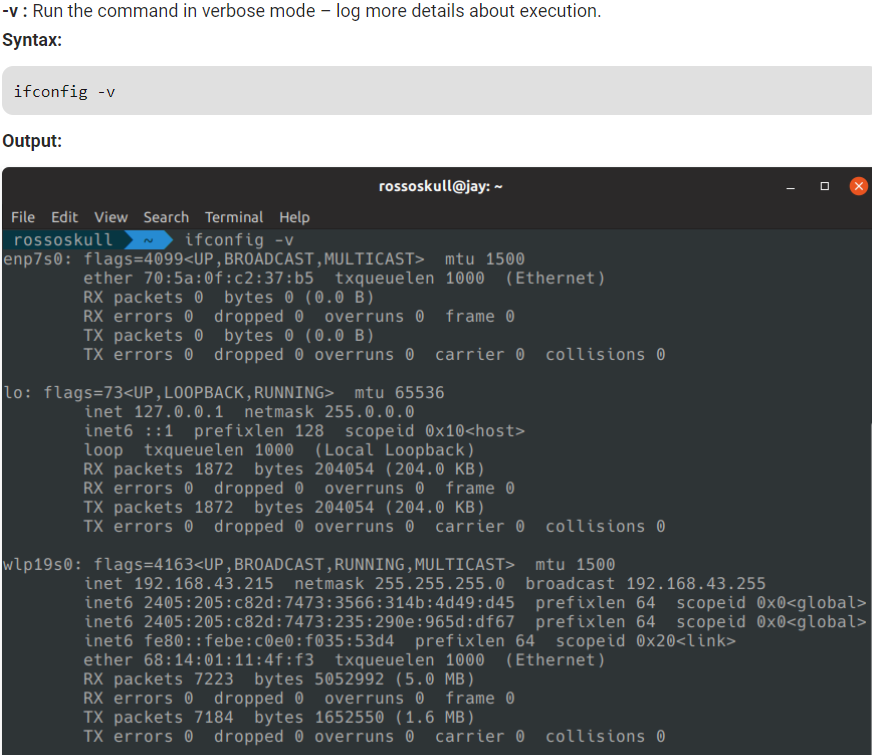 -v : Run the command in verbose mode – log more details about execution.
Syntax:
ifconfig -v
Output:
rossoskull@jay: ~
File Edit View Search Terminal Help
rossoskull ~ ifconfig -v
enp7s0: flags=4099<UP,BROADCAST,MULTICAST> mtu 1500
ether 70:5a:0f:c2:37:b5 txqueuelen 1000 (Ethernet)
RX packets 0 bytes 0 (0.0 B)
RX errors 0 dropped 0 overruns 0 frame 0
TX packets 0 bytes 0 (0.0 B)
TX errors 0 dropped 0 overruns 0 carrier 0 collisions 0
lo: flags=73<UP,LOOPBACK,RUNNING> mtu 65536
inet 127.0.0.1 netmask 255.0.0.0
inet6 ::1 prefixlen 128 scopeid 0x10<host>
loop txqueuelen 1000 (Local Loopback)
RX packets 1872 bytes 204054 (204.0 KB)
RX errors 0 dropped 0 overruns 0 frame 0
TX packets 1872 bytes 204054 (204.0 KB)
TX errors 0 dropped 0 overruns 0 carrier 0 collisions 0
wlp19s0: flags=4163<UP,BROADCAST,RUNNING,MULTICAST> mtu 1500
inet 192.168.43.215 netmask 255.255.255.0 broadcast 192.168.43.255
inet6 2405:205:c82d:7473:3566:314b:4d49:d45 prefixlen 64 scopeid 0x0<global>
inet6 2405:205:c82d:7473:235:290e:965d:df67 prefixlen 64 scopeid 0x0<global>
inet6 fe80::febe:c0e0:f035:53d4 prefixlen 64 scopeid 0x20<link>
ether 68:14:01:11:4f:f3 txqueuelen 1000 (Ethernet)
RX packets 7223 bytes 5052992 (5.0 MB)
RX errors 0 dropped 0 overruns 0 frame 0
TX packets 7184 bytes 1652550 (1.6 MB)
TX errors 0 dropped 0 overruns 0 carrier 0 collisions 0